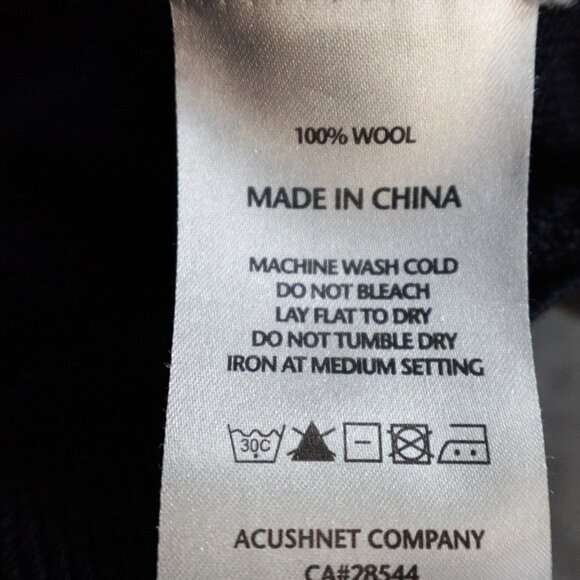 100% WOOL
MADE IN CHINA
MACHINE WASH COLD
DO NOT BLEACH
LAY FLAT TO DRY
DO NOT TUMBLE DRY
IRON AT MEDIUM SETTING
30C
ACUSHNET COMPANY
CA#28544